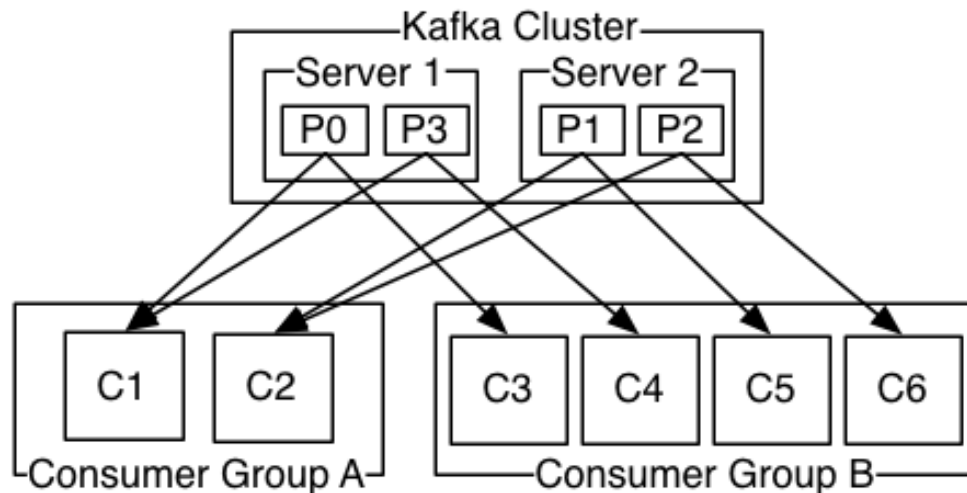 Kafka Cluster
Server 1 Server 2
P0 P3 P1 P2
C1 C2 C3 C4 C5 C6
Consumer Group A Consumer Group B